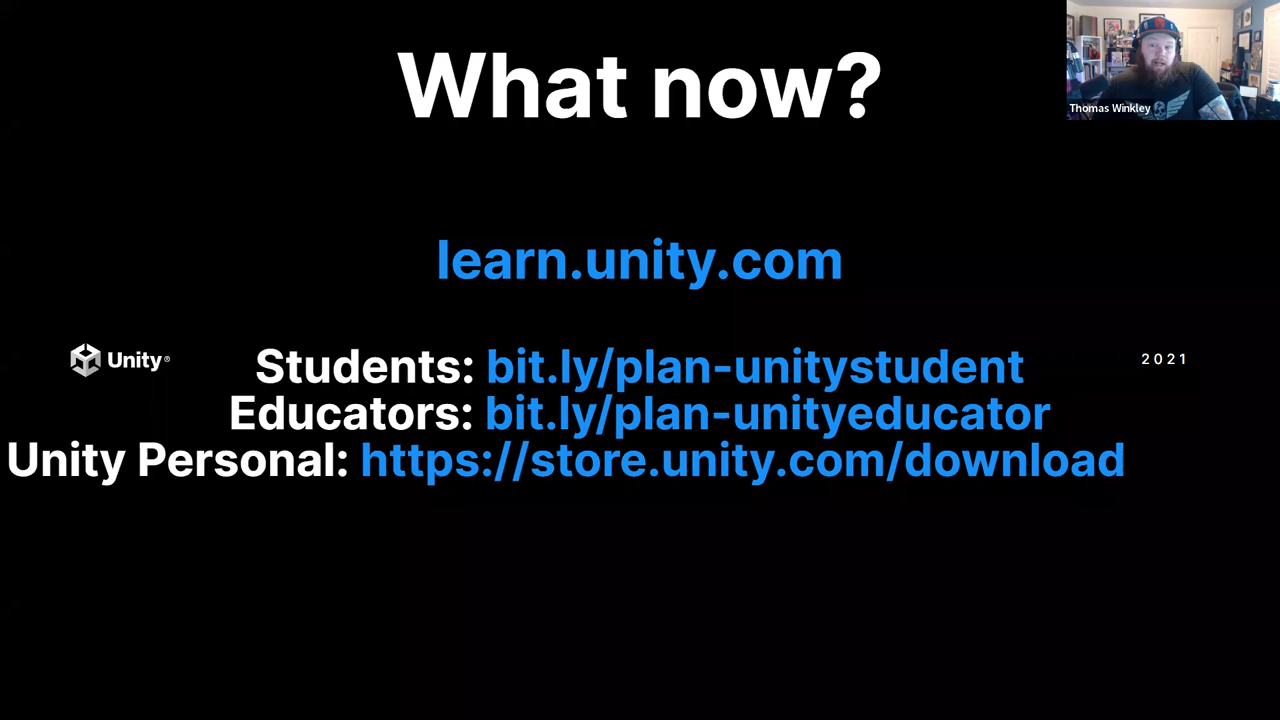 What now?
Thomas Winkley
learn.unity.com
Unity®
2021
Students: bit.ly/plan-unitystudent
Educators: bit.ly/plan-unityeducator
Unity Personal: https://store.unity.com/download